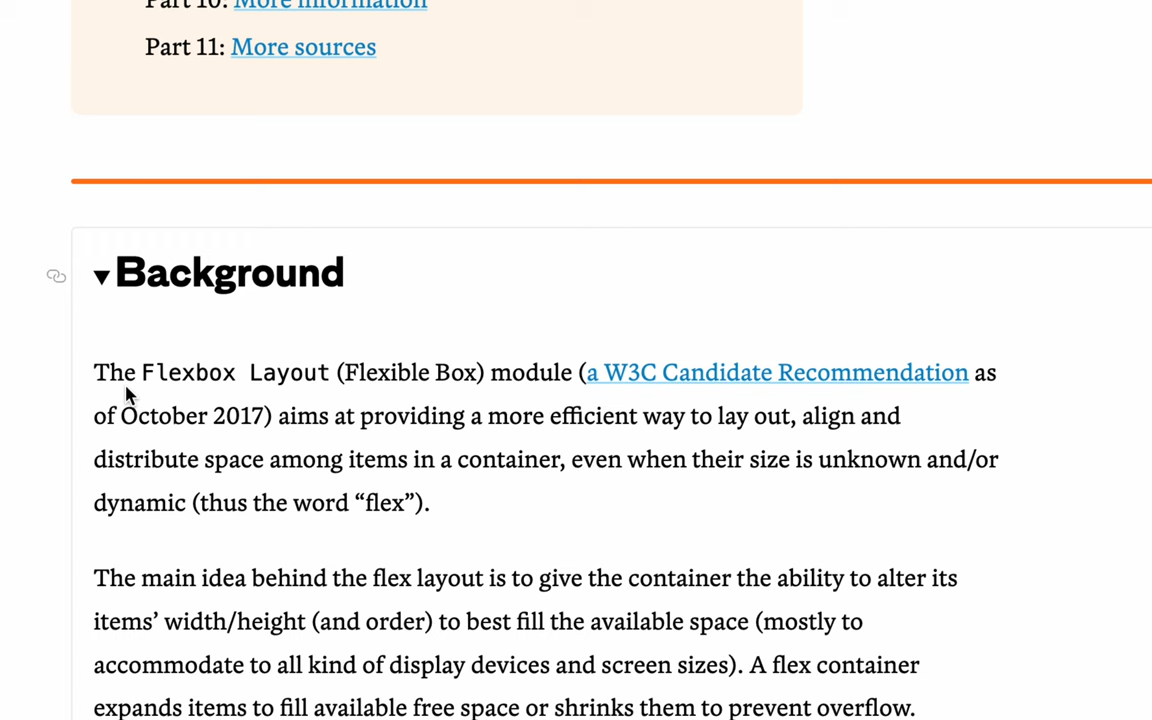 Part 10: More information
Part 11: More sources
Background
The Flexbox Layout (Flexible Box) module (a W3C Candidate Recommendation as
of October 2017) aims at providing a more efficient way to lay out, align and
distribute space among items in a container, even when their size is unknown and/or
dynamic (thus the word “flex”).
The main idea behind the flex layout is to give the container the ability to alter its
items’ width/height (and order) to best fill the available space (mostly to
accommodate to all kind of display devices and screen sizes). A flex container
expands items to fill available free space or shrinks them to prevent overflow.